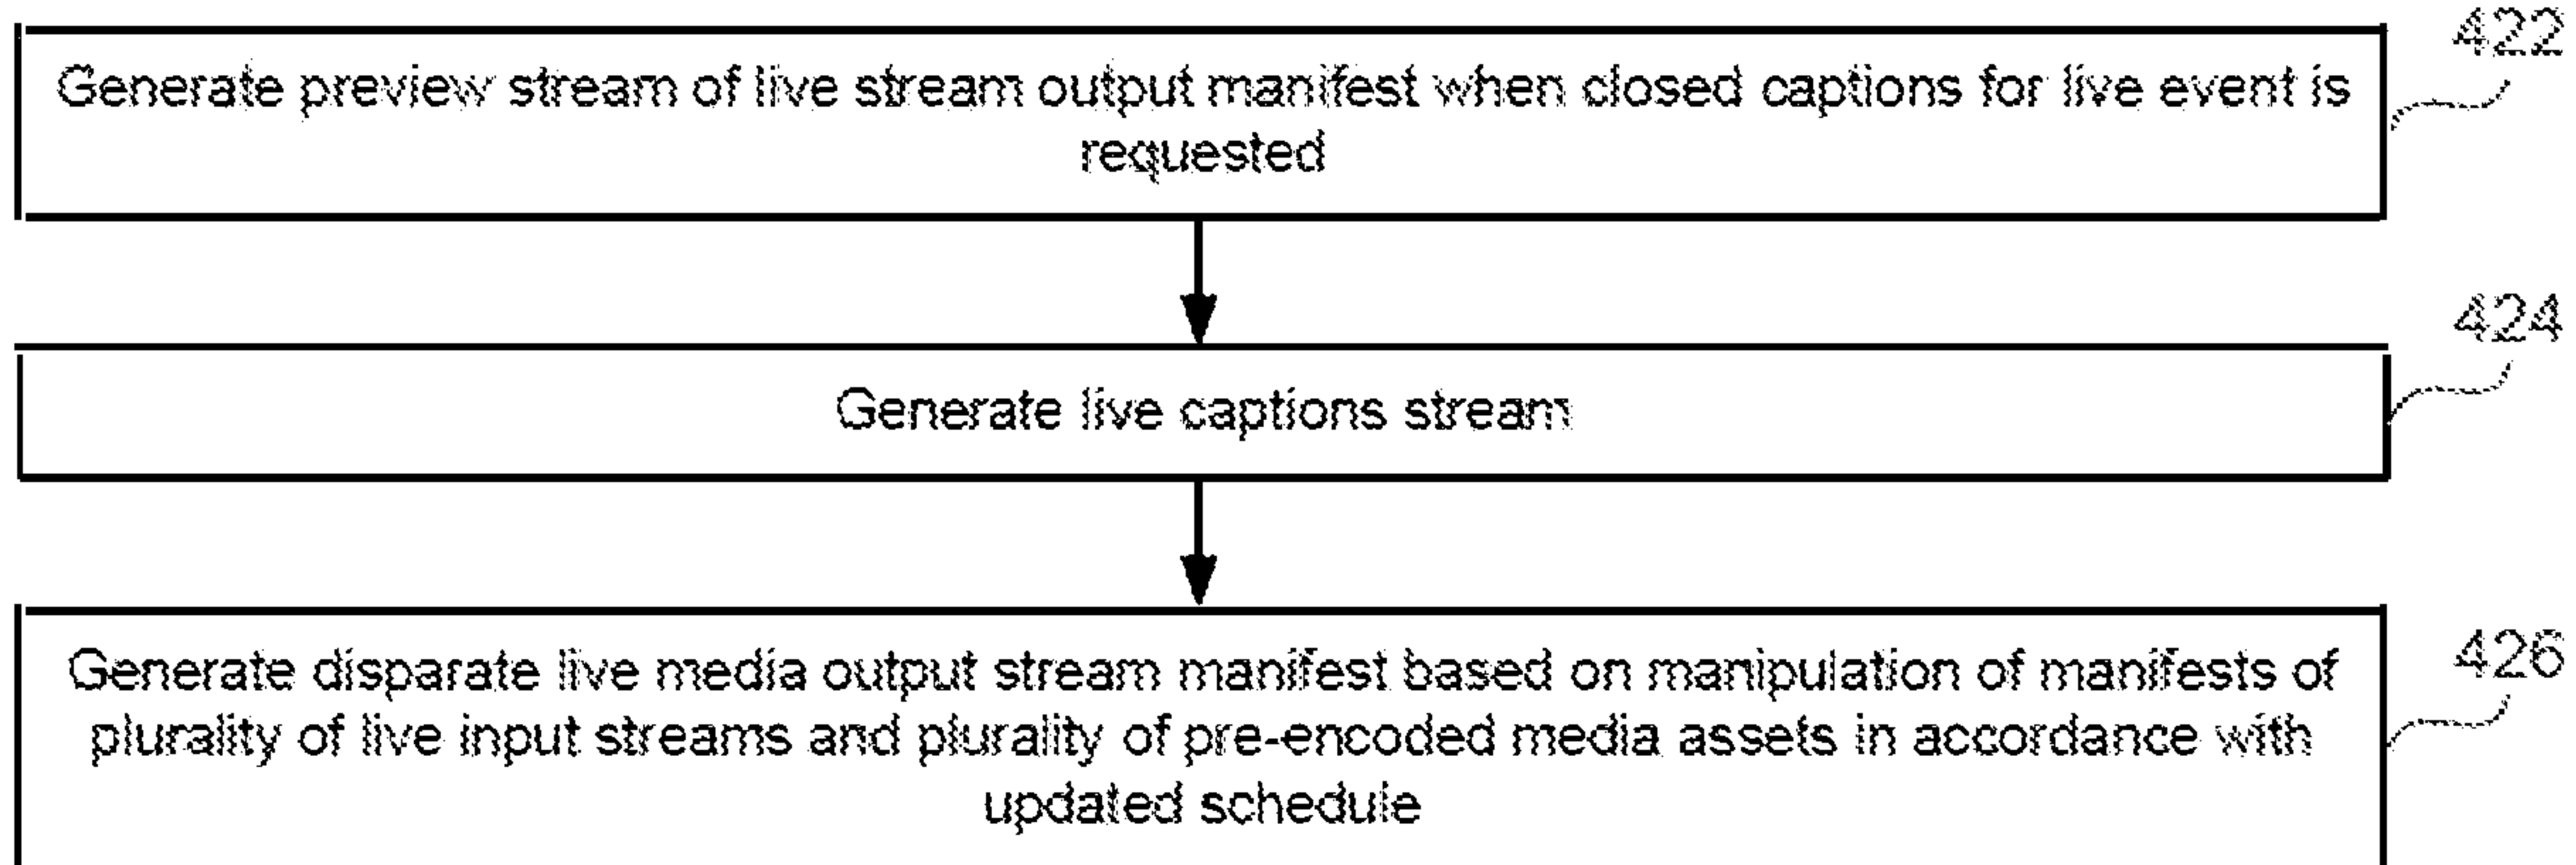 422
Generate preview stream of live stream output manifest when closed captions for live event is
requested
424
Generate live captions stream
426
Generate disparate live media output stream manifest based on manipulation of manifests of
plurality of live input streams and plurality of pre-encoded media assets in accordance with
updated schedule